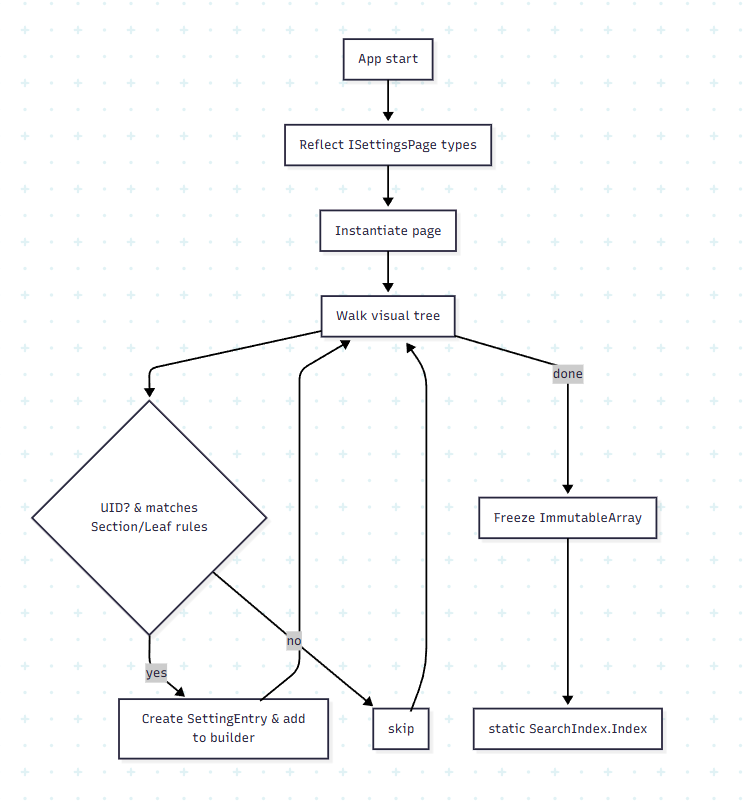 App start
Reflect ISettingsPage types
Instantiate page
Walk visual tree
done
UID? & matches
Section/Leaf rules
Freeze ImmutableArray
no
yes
Create SettingEntry & add
to builder
skip
static SearchIndex.Index